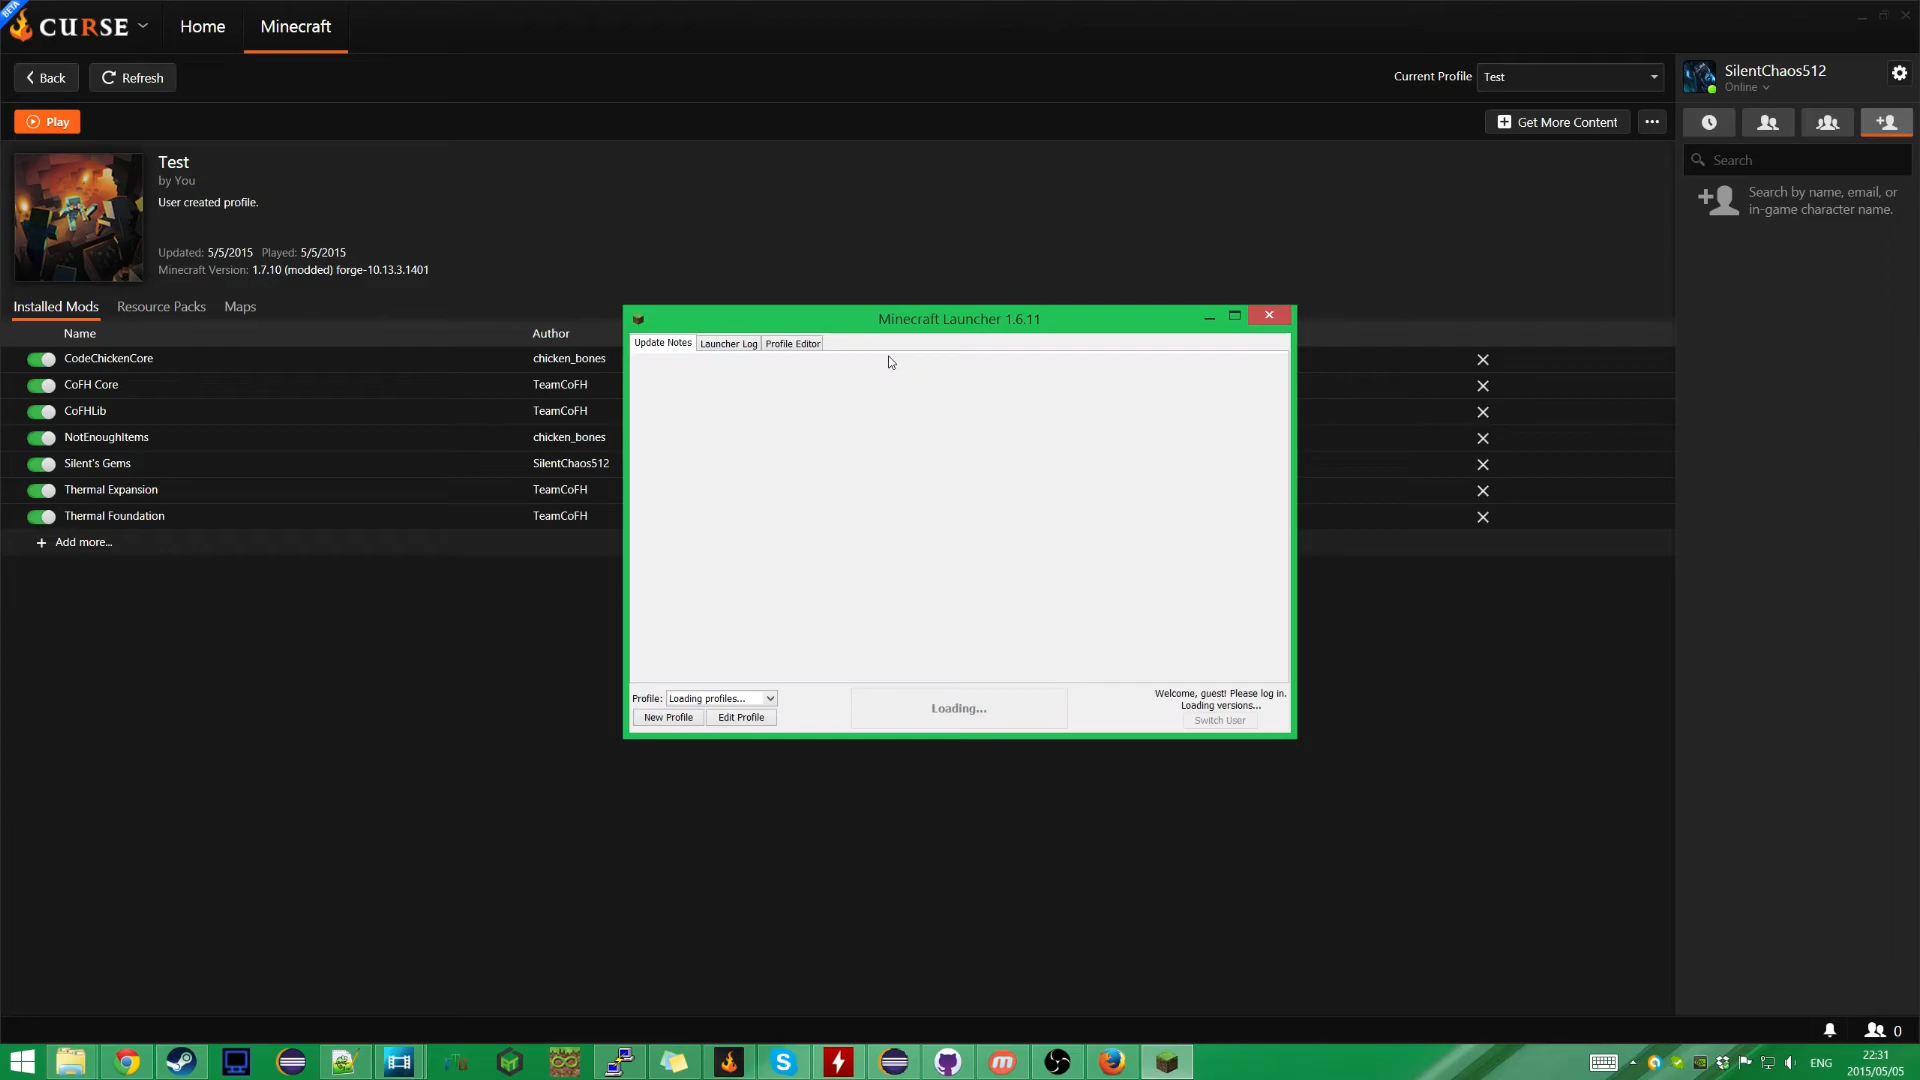 BETA
CURSE
Home
Minecraft
Back
Refresh
Current Profile
Test
SilentChaos512
Online
Play
Get More Content
Search
Search by name, email, or
in-game character name.
Test
by You
User created profile.
Updated: 5/5/2015 Played: 5/5/2015
Minecraft Version: 1.7.10 (modded) forge-10.13.3.1401
Installed Mods
Resource Packs
Maps
Name
Author
CodeChickenCore
chicken_bones
CoFH Core
TeamCoFH
CoFHLib
TeamCoFH
NotEnoughItems
chicken_bones
Silent's Gems
SilentChaos512
Thermal Expansion
TeamCoFH
Thermal Foundation
TeamCoFH
Add more...
Minecraft Launcher 1.6.11
Update Notes
Launcher Log
Profile Editor
Profile:
Loading profiles...
New Profile
Edit Profile
Loading...
Welcome, guest! Please log in.
Loading versions...
Switch User
0
ENG
22:31
2015/05/05